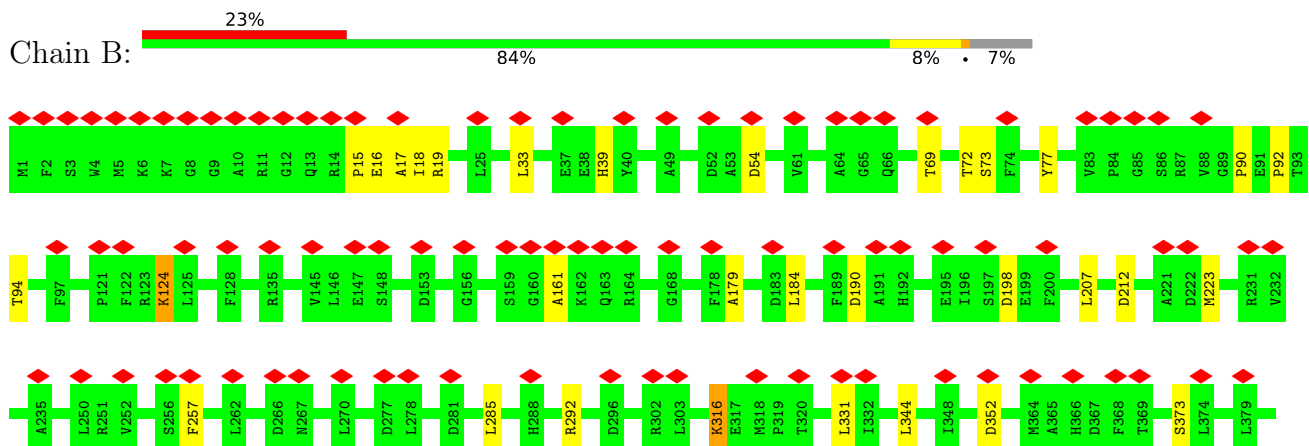 23%
Chain B:
84% 8% • 7%
M1 F2 S3 W4 M5 K6 K7 G8 G9 A10 R11 G12 Q13 R14 P15 E16 A17 I18 R19 L25 L33 E37 E38 H39 Y40 A49 D52 A53 D54 V61 A64 G65 Q66 T69 T72 S73 F74 Y77 V83 P84 G85 S86 R87 V88 G89 P90 E91 P92 T93
T94 F97 P121 F122 R123 K124 L125 F128 R135 V145 L146 E147 S148 D153 G156 S159 G160 A161 K162 Q163 R164 G168 F178 A179 D183 L184 F189 D190 A191 H192 E195 I196 S197 D198 E199 F200 L207 D212 A221 D222 M223 R231 V232
A235 L250 R251 V252 S256 F257 L262 D266 N267 L270 D277 L278 D281 L285 H288 R292 D296 R302 L303 K316 E317 M318 P319 T320 L331 I332 L344 I348 D352 M364 A365 H366 D367 F368 T369 S373 L374 L379